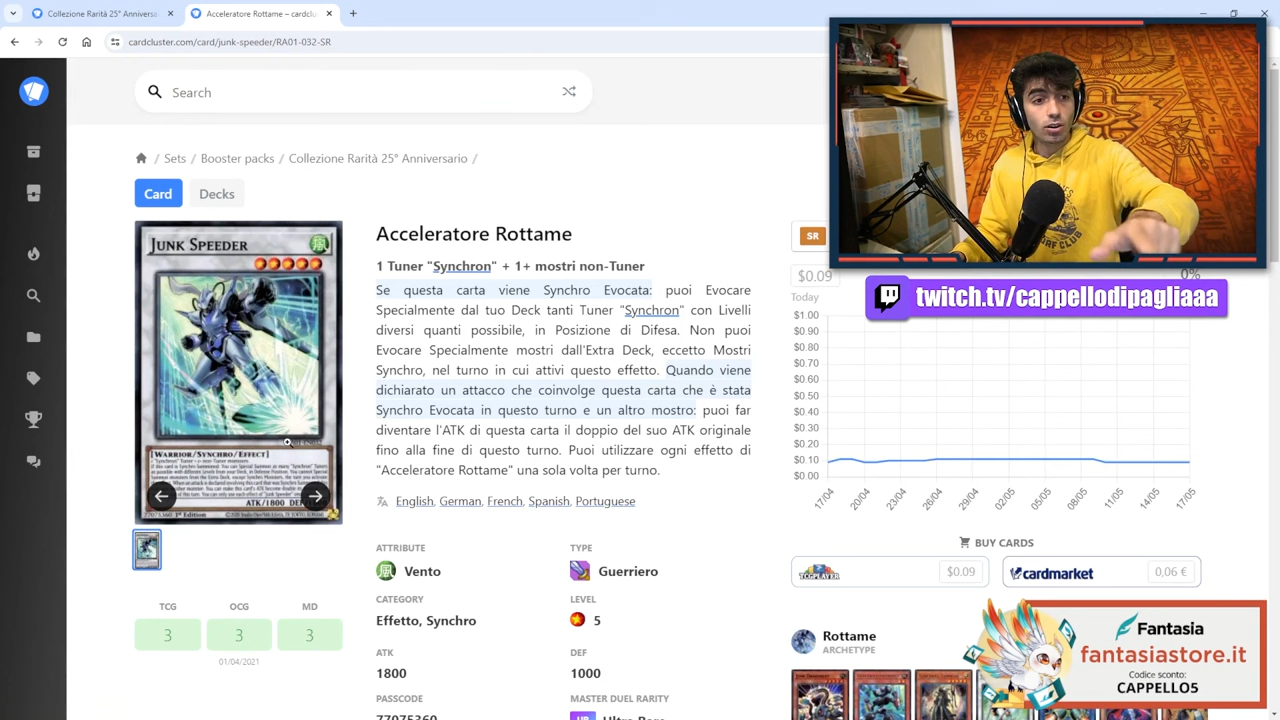 Collezione Rarità 25° Anniversa
Acceleratore Rottame – cardclu
cardcluster.com/card/junk-speeder/RA01-032-SR
Search
/ Sets / Booster packs / Collezione Rarità 25° Anniversario /
Card
Decks
JUNK SPEEDER
[WARRIOR/SYNCHRO/EFFECT]
ATK/1800
77075360
1st Edition
TCG
OCG
MD
3
3
3
01/04/2021
Acceleratore Rottame
1 Tuner "Synchron" + 1+ mostri non-Tuner
Se questa carta viene Synchro Evocata: puoi Evocare
Specialmente dal tuo Deck tanti Tuner "Synchron" con Livelli
diversi quanti possibile, in Posizione di Difesa. Non puoi
Evocare Specialmente mostri dall'Extra Deck, eccetto Mostri
Synchro, nel turno in cui attivi questo effetto. Quando viene
dichiarato un attacco che coinvolge questa carta che è stata
Synchro Evocata in questo turno e un altro mostro: puoi far
diventare l'ATK di questa carta il doppio del suo ATK originale
fino alla fine di questo turno. Puoi utilizzare ogni effetto di
"Acceleratore Rottame" una sola volta per turno.
English, German, French, Spanish, Portuguese
ATTRIBUTE
TYPE
Vento
Guerriero
CATEGORY
LEVEL
Effetto, Synchro
5
ATK
DEF
1800
1000
PASSCODE
MASTER DUEL RARITY
77075360
Ultra Rare
SR
$0.09
0%
Today
twitch.tv/cappellodipagliaaa
$1.00
$0.90
$0.80
$0.70
$0.60
$0.50
$0.40
$0.30
$0.20
$0.10
$0.00
17/04
20/04
23/04
26/04
29/04
02/05
05/05
08/05
11/05
14/05
17/05
BUY CARDS
TCGPLAYER
$0.09
cardmarket
0,06 €
Rottame
ARCHETYPE
Fantasia
fantasiastore.it
Codice sconto:
CAPPELLO5